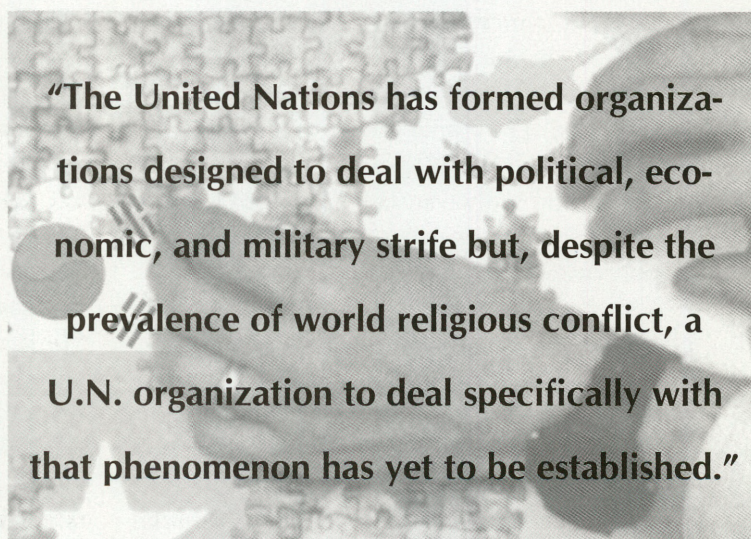 “The United Nations has formed organiza-
tions designed to deal with political, eco-
nomic, and military strife but, despite the
prevalence of world religious conflict, a
U.N. organization to deal specifically with
that phenomenon has yet to be established.”